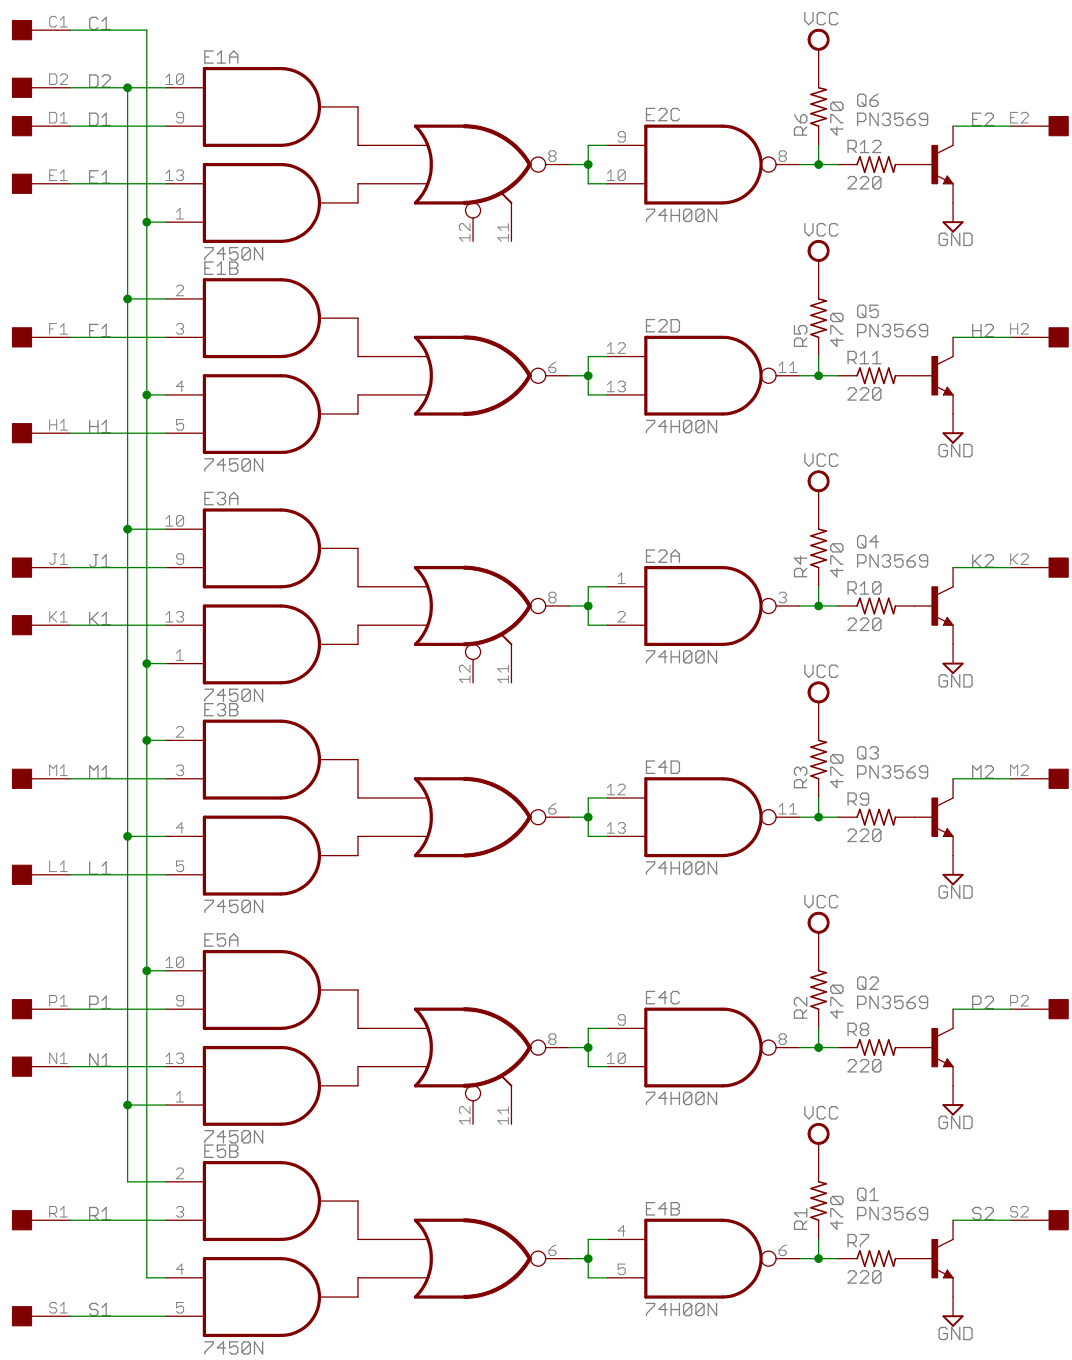 C1 C1
VCC
E1A
D2 D2 10
Q6
PN3569
R6 470
D1 D1 9
E2C
E2 E2
9
R12
8
8
E1 E1 13
10
220
1
74H00N
12 11
GND
7450N
E1B
VCC
2
Q5
PN3569
R5 470
F1 F1 3
E2D
H2 H2
12
R11
6
11
4
13
220
H1 H1 5
74H00N
GND
7450N
VCC
E3A
10
Q4
PN3569
R4 470
J1 J1 9
E2A
K2 K2
1
R10
8
3
K1 K1 13
2
220
1
74H00N
12 11
GND
7450N
E3B
VCC
2
Q3
PN3569
R3 470
M1 M1 3
E4D
M2 M2
12
R9
6
11
4
13
220
L1 L1 5
74H00N
GND
7450N
VCC
E5A
10
Q2
PN3569
R2 470
P1 P1 9
E4C
P2 P2
9
R8
8
8
N1 N1 13
10
220
1
74H00N
12 11
GND
7450N
E5B
VCC
2
Q1
PN3569
R1 470
R1 R1 3
E4B
S2 S2
4
R7
6
6
4
5
220
S1 S1 5
74H00N
GND
7450N